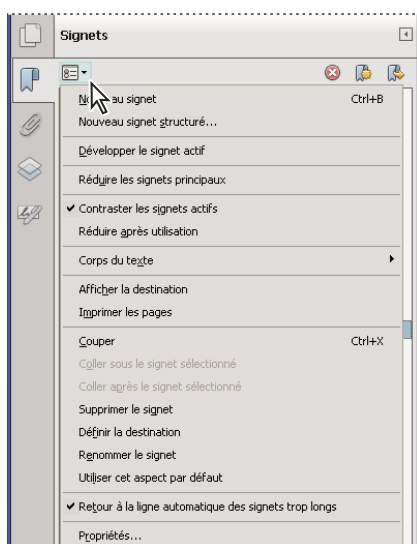 Signets
au signet Ctrl+B
Nouveau signet structuré...
Développer le signet actif
Réduire les signets principaux
Contraster les signets actifs
Réduire après utilisation
Corps du texte
Afficher la destination
Imprimer les pages
Couper Ctrl+X
Coller sous le signet sélectionné
Coller après le signet sélectionné
Supprimer le signet
Définir la destination
Renommer le signet
Utiliser cet aspect par défaut
Retour à la ligne automatique des signets trop longs
Propriétés...